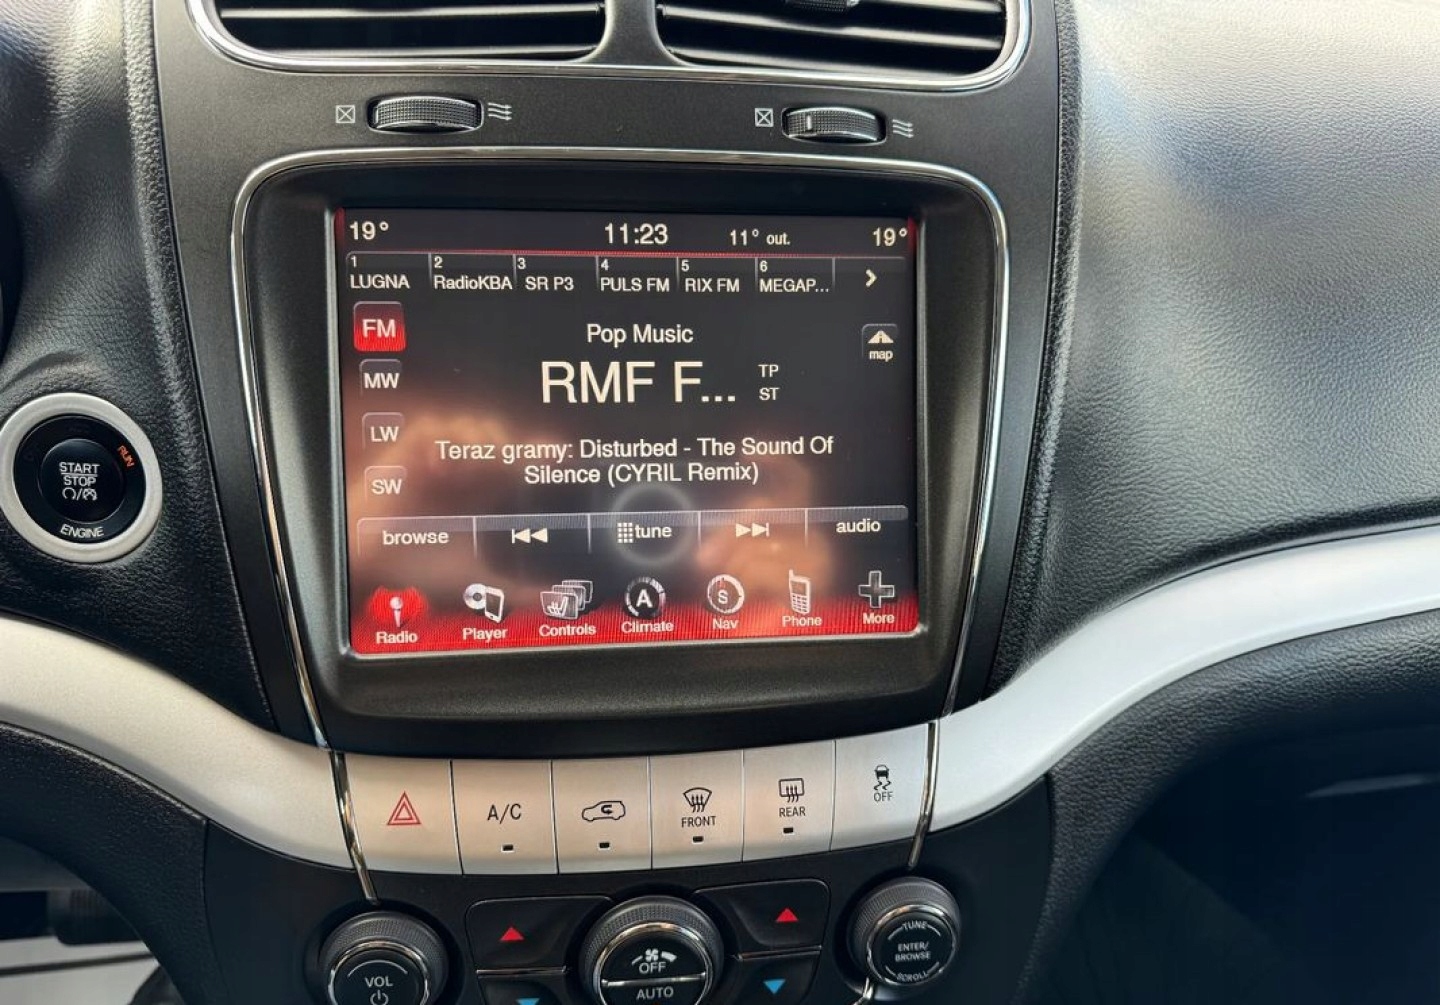 19° 11:23 11° out. 19°
1 2 3 4 5 6
LUGNA RadioKBA SR P3 PULS FM RIX FM MEGAP...
FM
Pop Music
map
MW
RMF F... TP
ST
LW
Teraz gramy: Disturbed - The Sound Of
Silence (CYRIL Remix)
SW
browse tune audio
Radio Player Controls A Climate S Nav Phone More
RUN
START
STOP
ENGINE
A/C FRONT REAR OFF
VOL
OFF
AUTO
TUNE
ENTER/
BROWSE
SCROLL